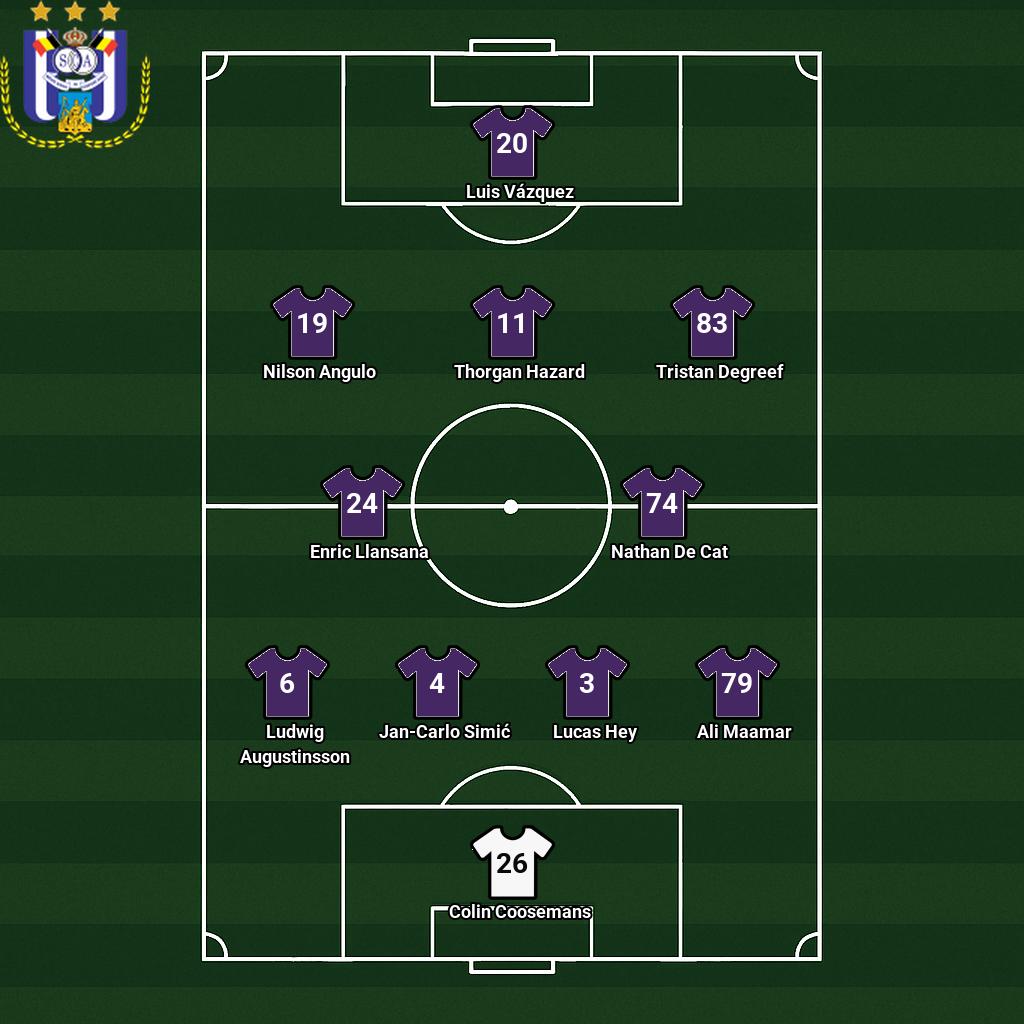 20
Luis Vázquez
19
11
83
Nilson Angulo
Thorgan Hazard
Tristan Degreef
24
74
Enric Llansana
Nathan De Cat
6
4
3
79
Ludwig
Augustinsson
Jan-Carlo Simić
Lucas Hey
Ali Maamar
26
Colin Coosemans